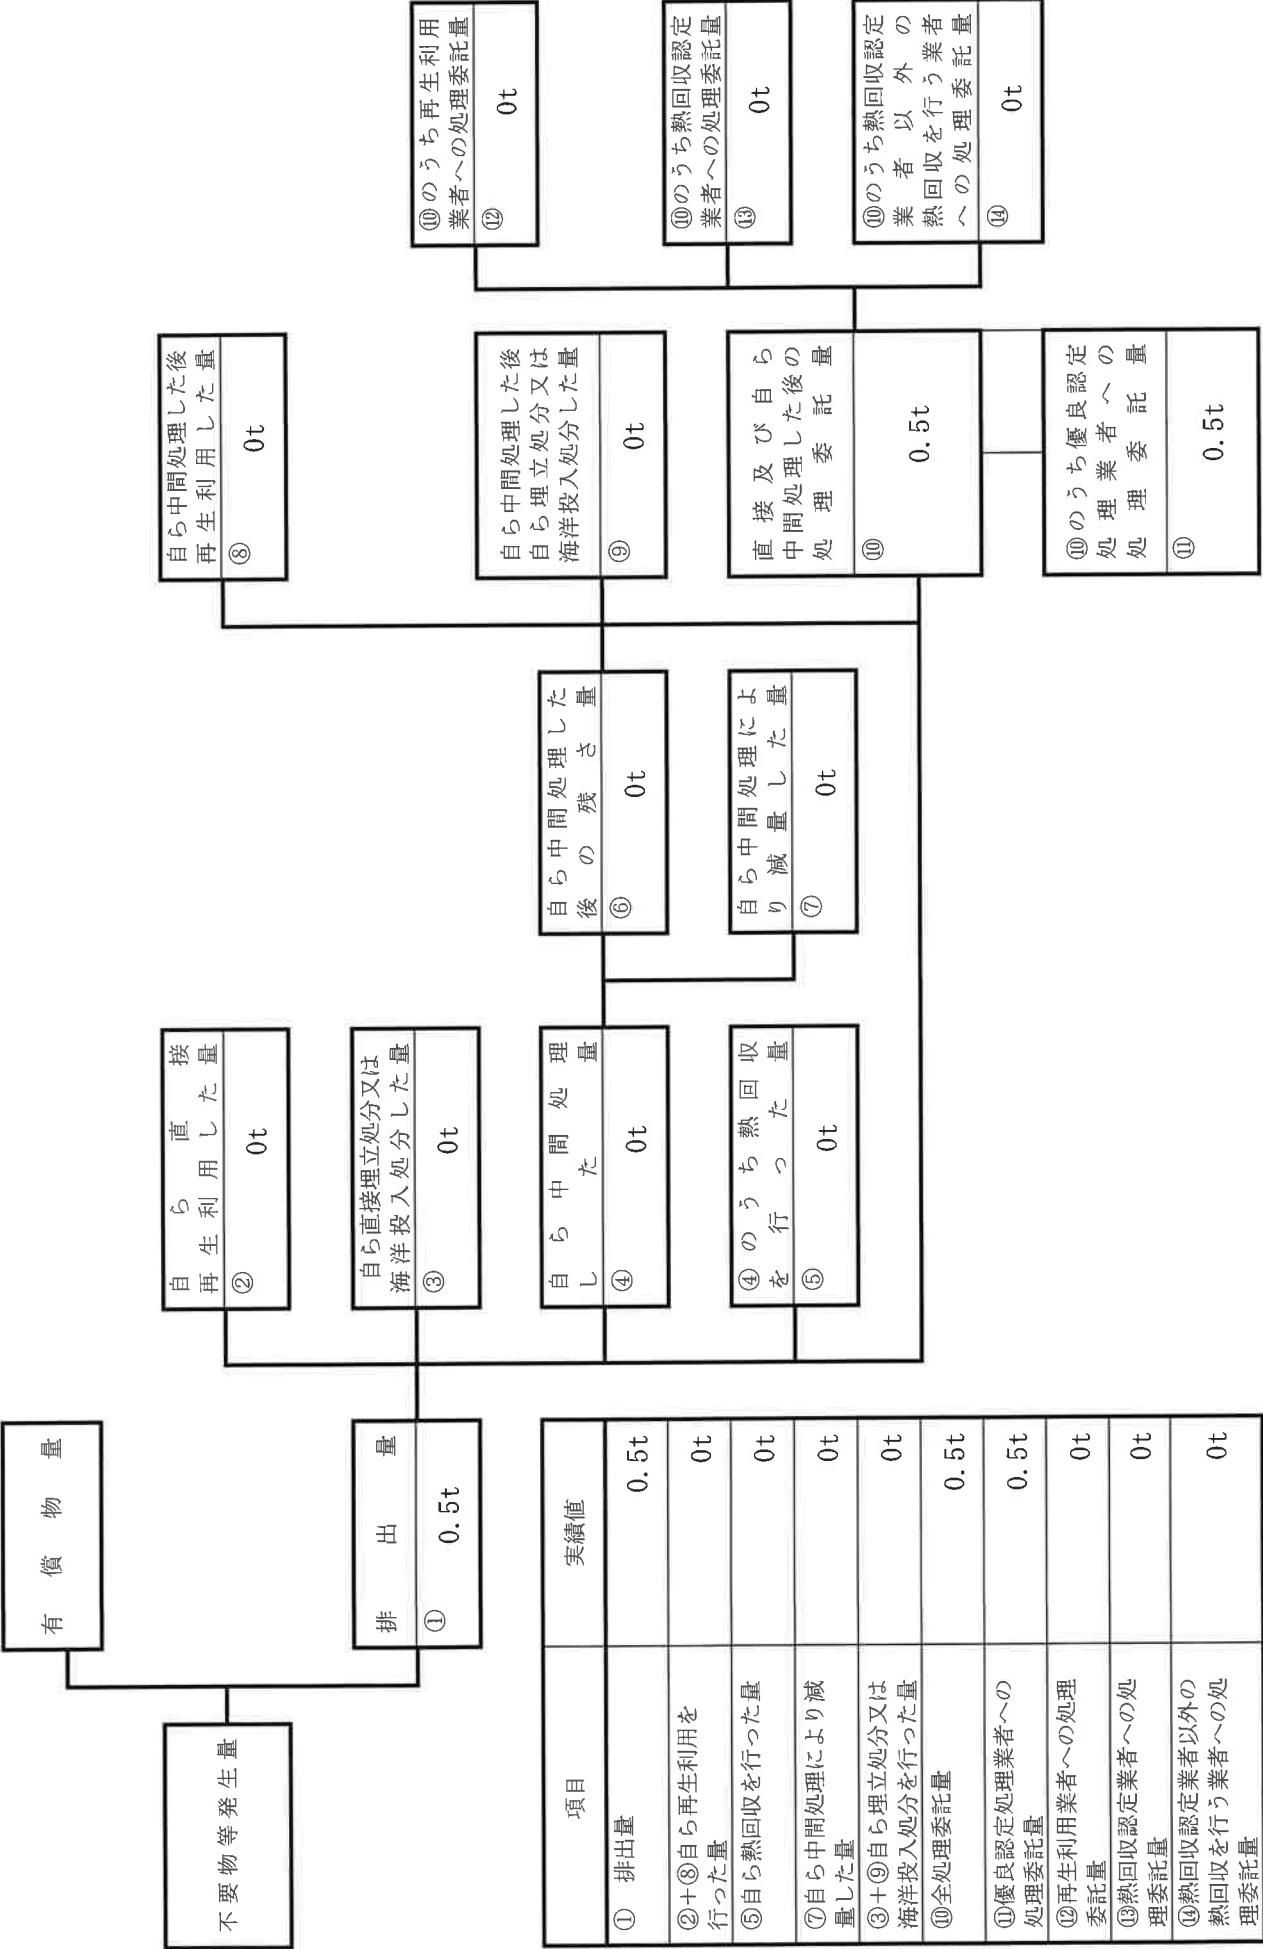 不要物等発生量
有償物量
排出量
① 0.5t
自ら直接
再生利用した量
② 0t
自ら直接埋立処分又は
海洋投入処分した量
③ 0t
自ら中間処理
した量
④ 0t
④のうち熱回収
を行った量
⑤ 0t
自ら中間処理した
後の残さ量
⑥ 0t
自ら中間処理によ
り減量した量
⑦ 0t
自ら中間処理した後
再生利用した量
⑧ 0t
自ら中間処理した後
自ら埋立処分又は
海洋投入処分した量
⑨ 0t
直接及び自ら
中間処理した後の
処理委託量
⑩ 0.5t
⑩のうち優良認定
処理業者への
処理委託量
⑪ 0.5t
⑩のうち再生利用
業者への処理委託量
⑫ 0t
⑩のうち熱回収認定
業者への処理委託量
⑬ 0t
⑩のうち熱回収認定
業者以外の
熱回収を行う業者
への処理委託量
⑭ 0t
項目 実績値
① 排出量 0.5t
②+⑧自ら再生利用を
行った量 0t
⑤自ら熱回収を行った量 0t
⑦自ら中間処理により減
量した量 0t
③+⑨自ら埋立処分又は
海洋投入処分を行った量 0t
⑩全処理委託量 0.5t
⑪優良認定処理業者への
処理委託量 0.5t
⑫再生利用業者への処理
委託量 0t
⑬熱回収認定業者への処
理委託量 0t
⑭熱回収認定業者以外の
熱回収を行う業者への処
理委託量 0t